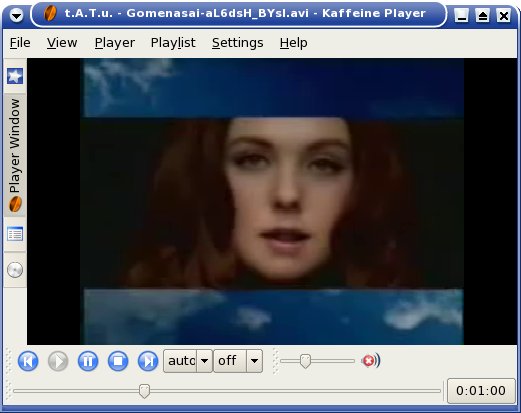 t.A.T.u. - Gomenasai-aL6dsH_BYsI.avi - Kaffeine Player
File View Player Playlist Settings Help
Player Window
auto off
0:01:00